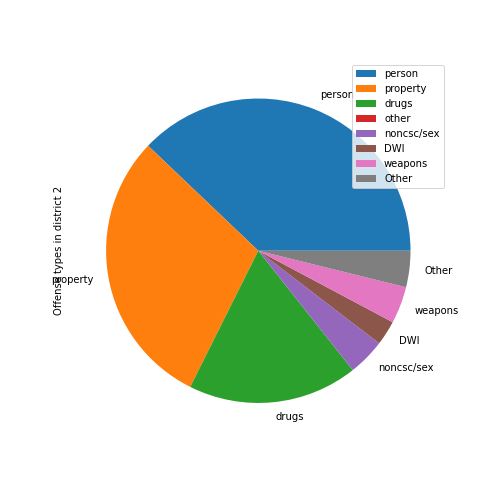 person
property
drugs
other
noncsc/sex
DWI
weapons
Other
person
property
drugs
noncsc/sex
DWI
weapons
Other
Offense types in district 2